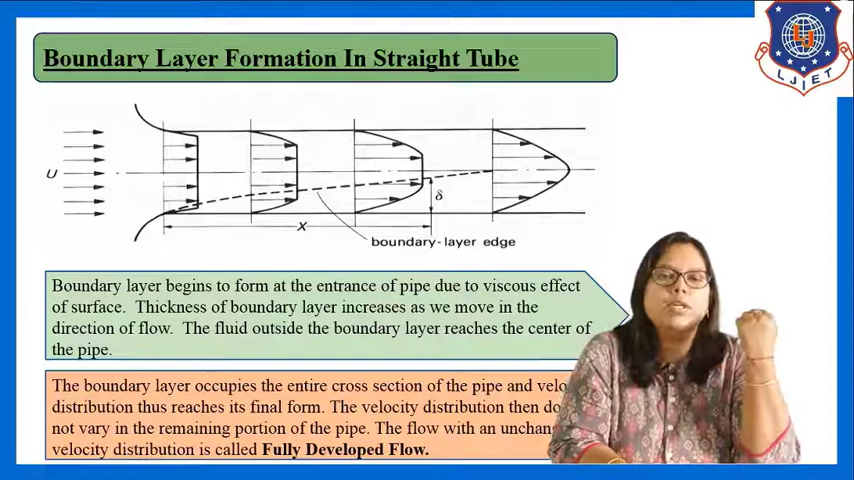 Boundary Layer Formation In Straight Tube
LJ
LJIET
U
δ
X
boundary-layer edge
Boundary layer begins to form at the entrance of pipe due to viscous effect
of surface. Thickness of boundary layer increases as we move in the
direction of flow. The fluid outside the boundary layer reaches the center of
the pipe.
The boundary layer occupies the entire cross section of the pipe and
distribution thus reaches its final form. The velocity distribution then
not vary in the remaining portion of the pipe. The flow with an
velocity distribution is called Fully Developed Flow.